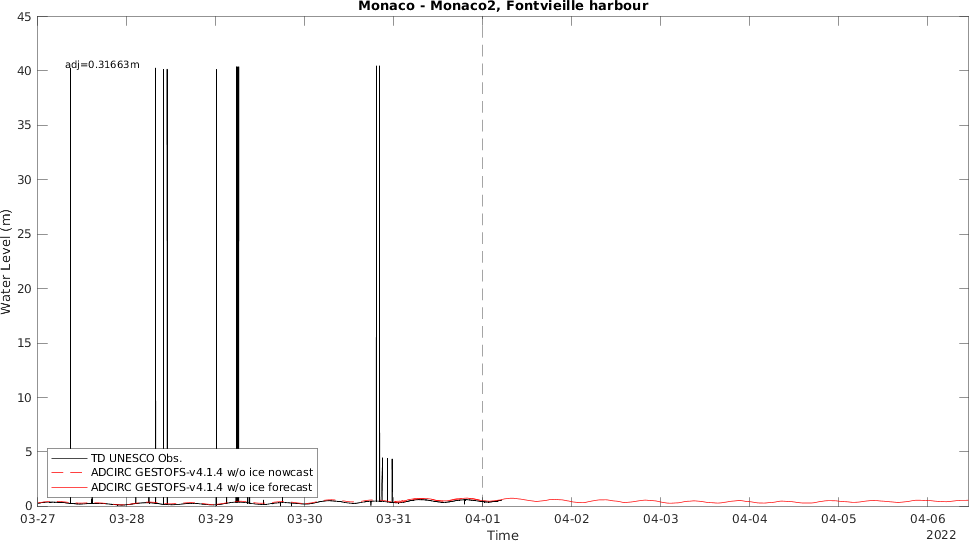 Monaco - Monaco2, Fontvieille harbour
45
40
35
30
25
20
15
10
5
0
Water Level (m)
adj=0.31663m
TD UNESCO Obs.
ADCIRC GESTOFS-v4.1.4 w/o ice nowcast
ADCIRC GESTOFS-v4.1.4 w/o ice forecast
03-27 03-28 03-29 03-30 03-31 04-01 04-02 04-03 04-04 04-05 04-06
2022
Time